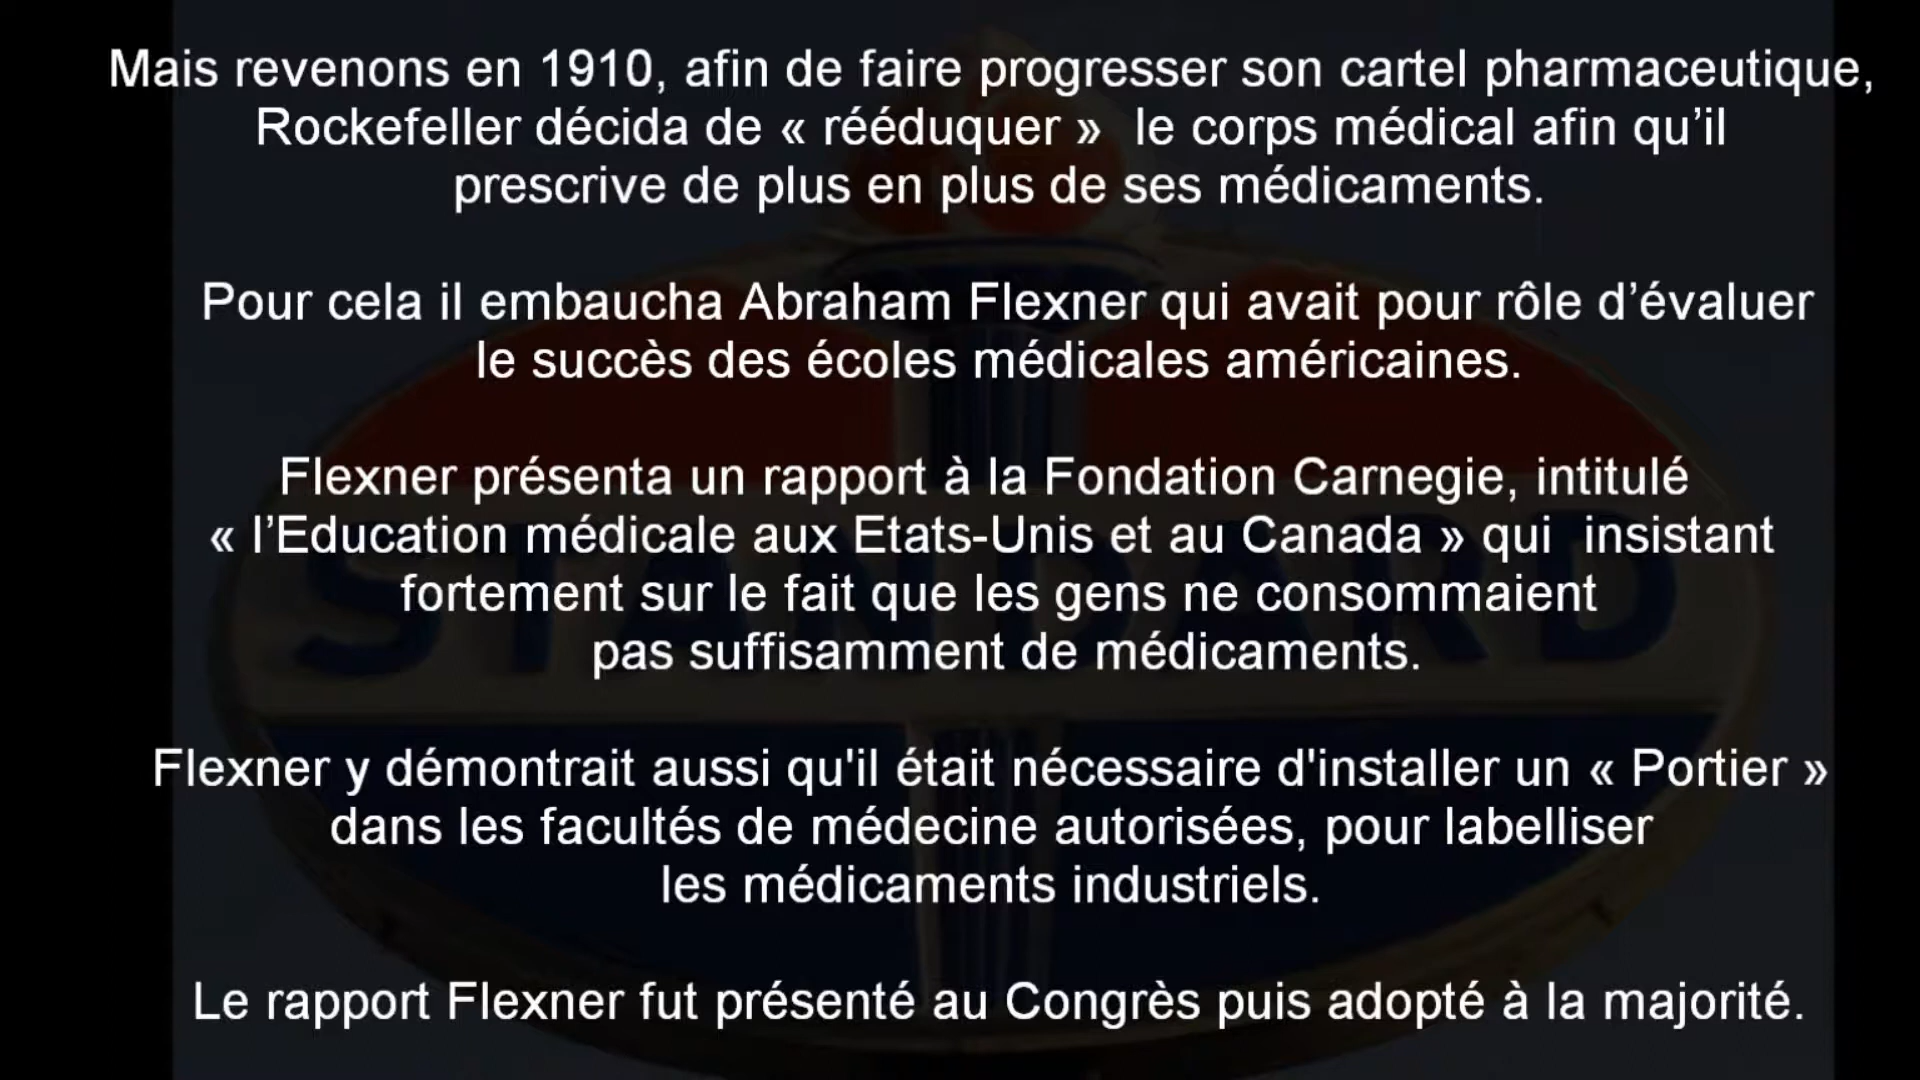 Mais revenons en 1910, afin de faire progresser son cartel pharmaceutique,
Rockefeller décida de « rééduquer »  le corps médical afin qu’il
prescrive de plus en plus de ses médicaments.
Pour cela il embaucha Abraham Flexner qui avait pour rôle d’évaluer
le succès des écoles médicales américaines.
Flexner présenta un rapport à la Fondation Carnegie, intitulé
« l’Education médicale aux Etats-Unis et au Canada » qui  insistant
fortement sur le fait que les gens ne consommaient
pas suffisamment de médicaments.
Flexner y démontrait aussi qu'il était nécessaire d'installer un « Portier »
dans les facultés de médecine autorisées, pour labelliser
les médicaments industriels.
Le rapport Flexner fut présenté au Congrès puis adopté à la majorité.
STANDARD